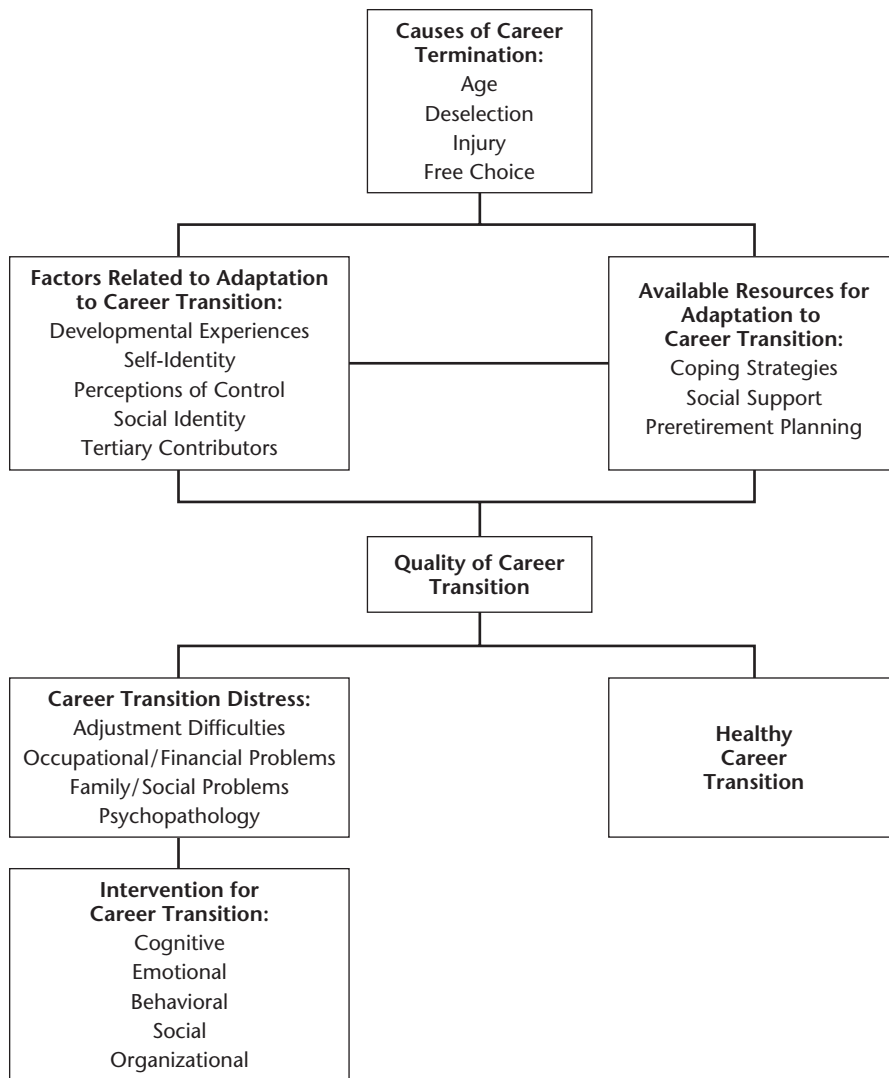 Causes of Career
Termination:
Age
Deselection
Injury
Free Choice
Factors Related to Adaptation
to Career Transition:
Developmental Experiences
Self-Identity
Perceptions of Control
Social Identity
Tertiary Contributors
Available Resources for
Adaptation to
Career Transition:
Coping Strategies
Social Support
Preretirement Planning
Quality of Career
Transition
Career Transition Distress:
Adjustment Difficulties
Occupational/Financial Problems
Family/Social Problems
Psychopathology
Healthy
Career
Transition
Intervention for
Career Transition:
Cognitive
Emotional
Behavioral
Social
Organizational